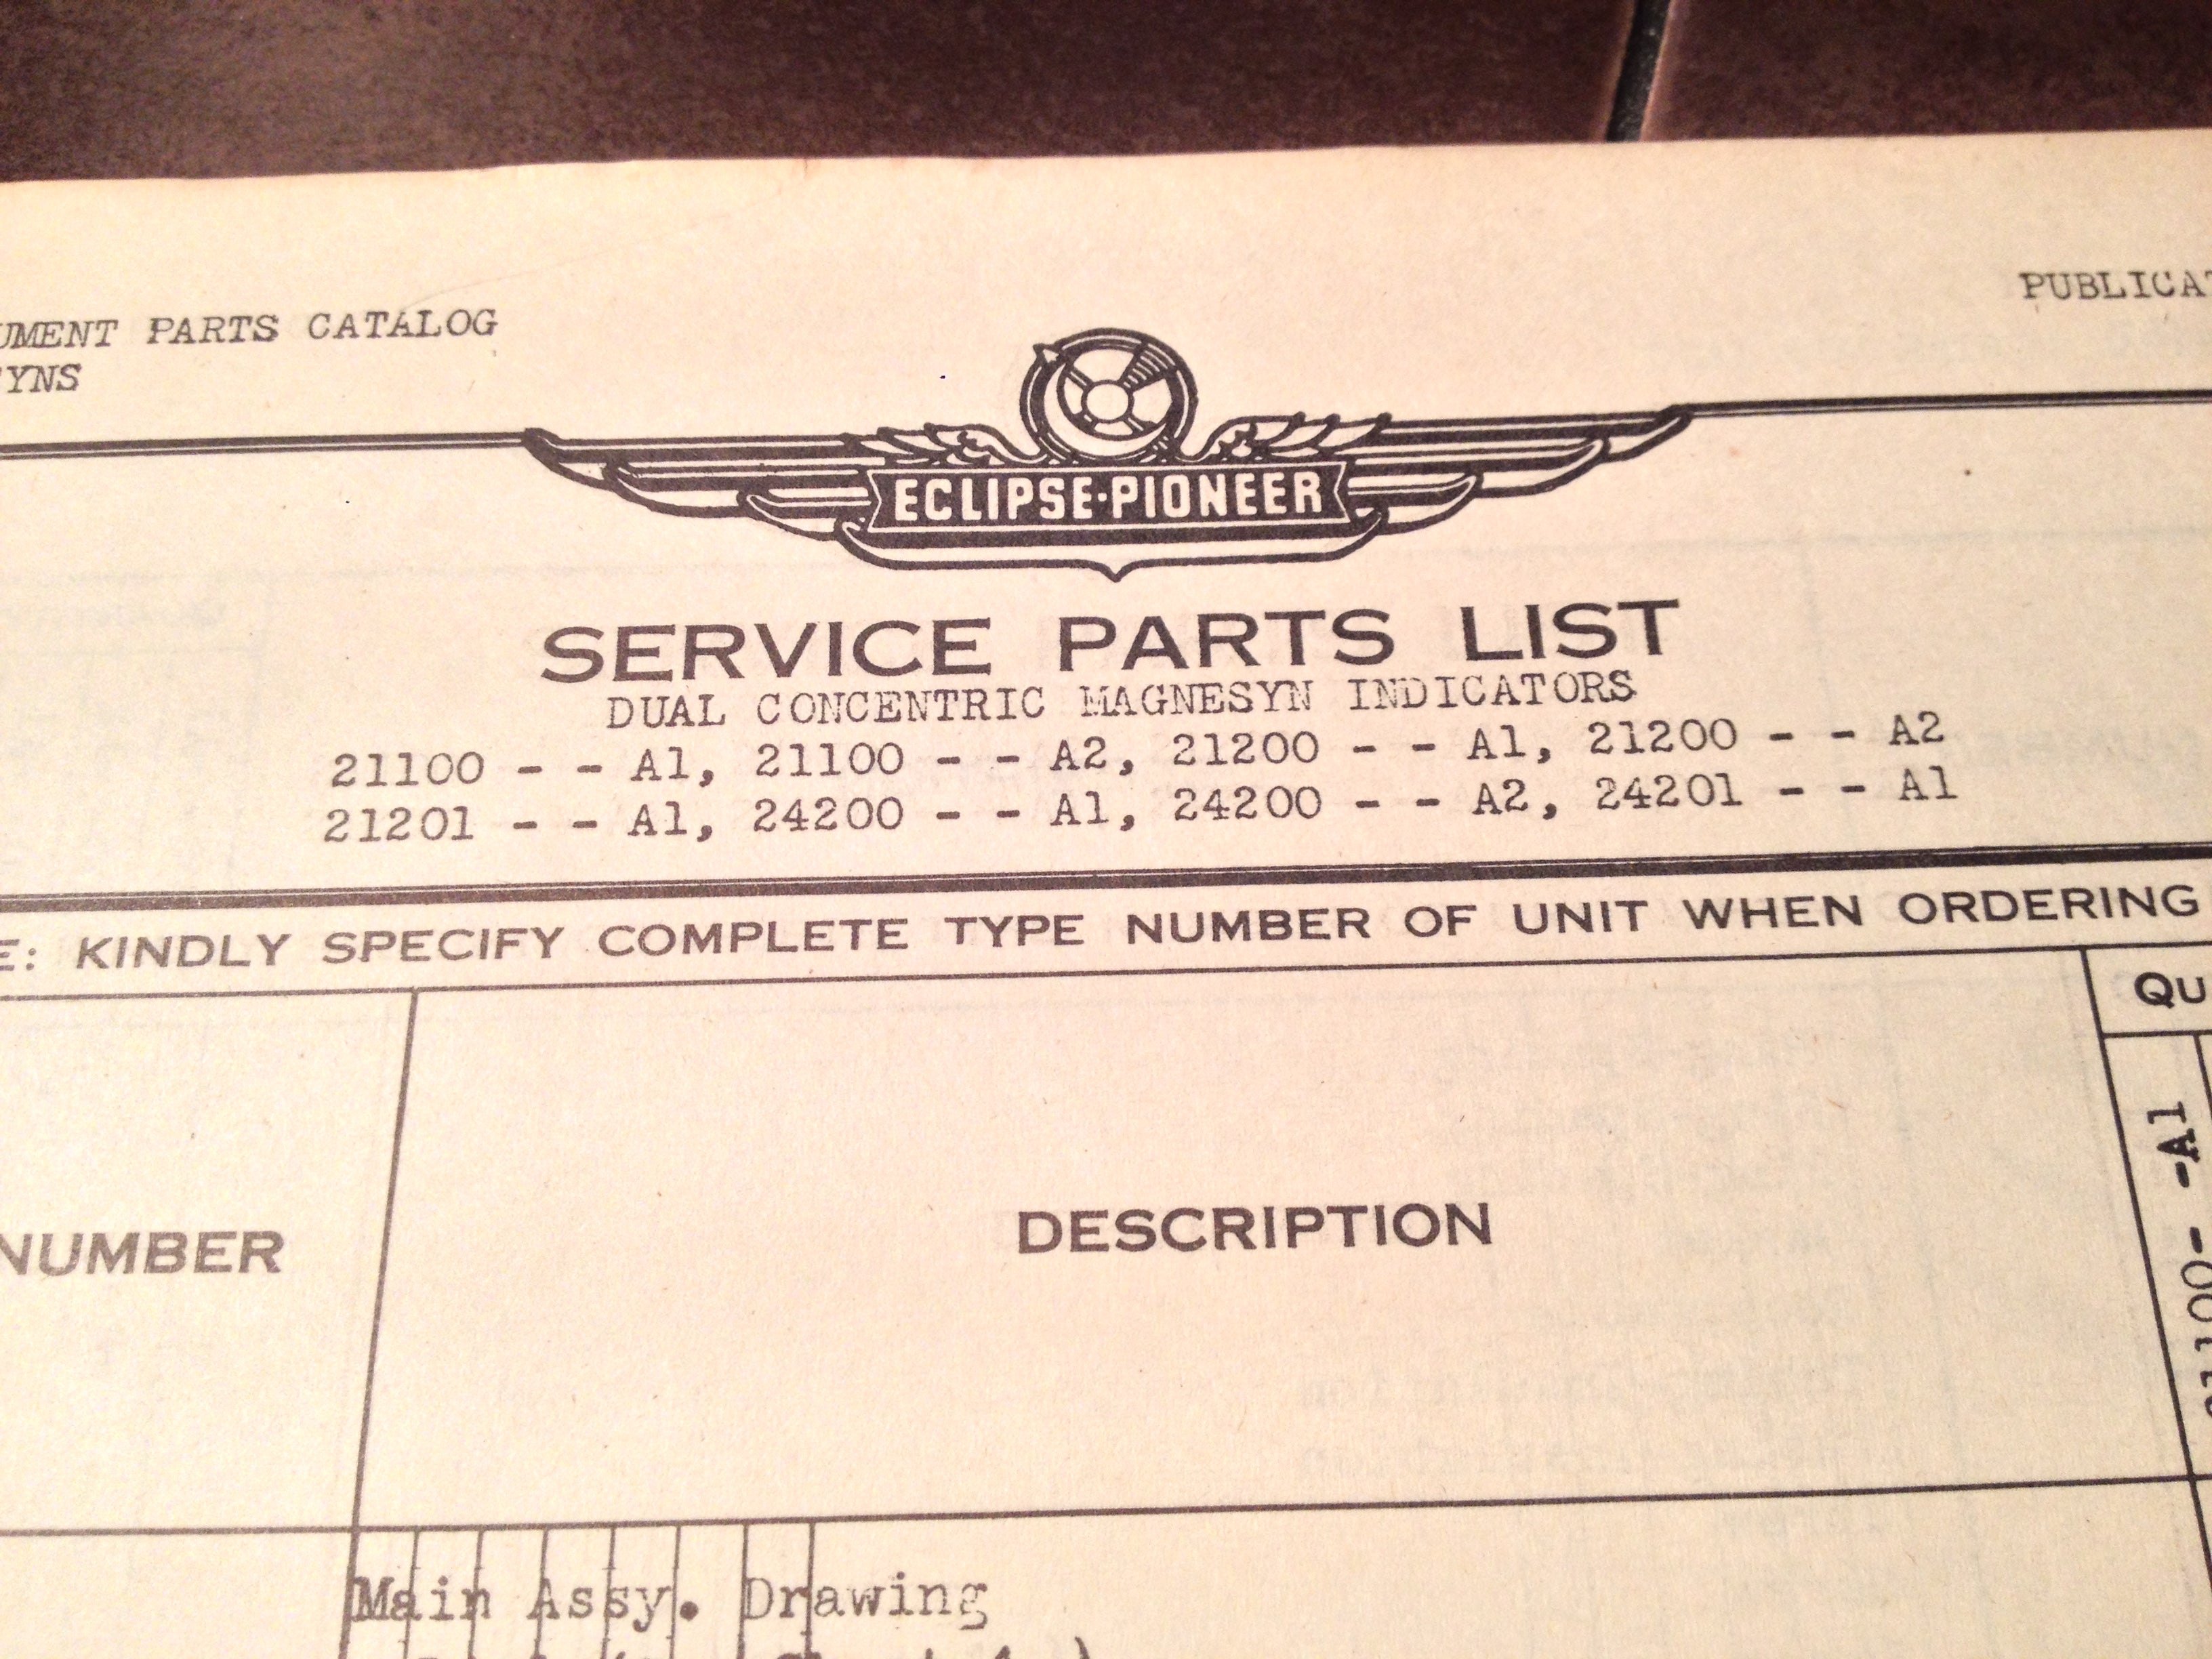 UMENT PARTS CATALOG
YNS
PUBLICAT
ECLIPSE·PIONEER
SERVICE PARTS LIST
DUAL CONCENTRIC MAGNESYN INDICATORS
21100 - - A1, 21100 - - A2, 21200 - - A1, 21200 - - A2
21201 - - A1, 24200 - - A1, 24200 - - A2, 24201 - - A1
E: KINDLY SPECIFY COMPLETE TYPE NUMBER OF UNIT WHEN ORDERING
NUMBER
DESCRIPTION
QU
21100- -A1
Main Assy. Drawing